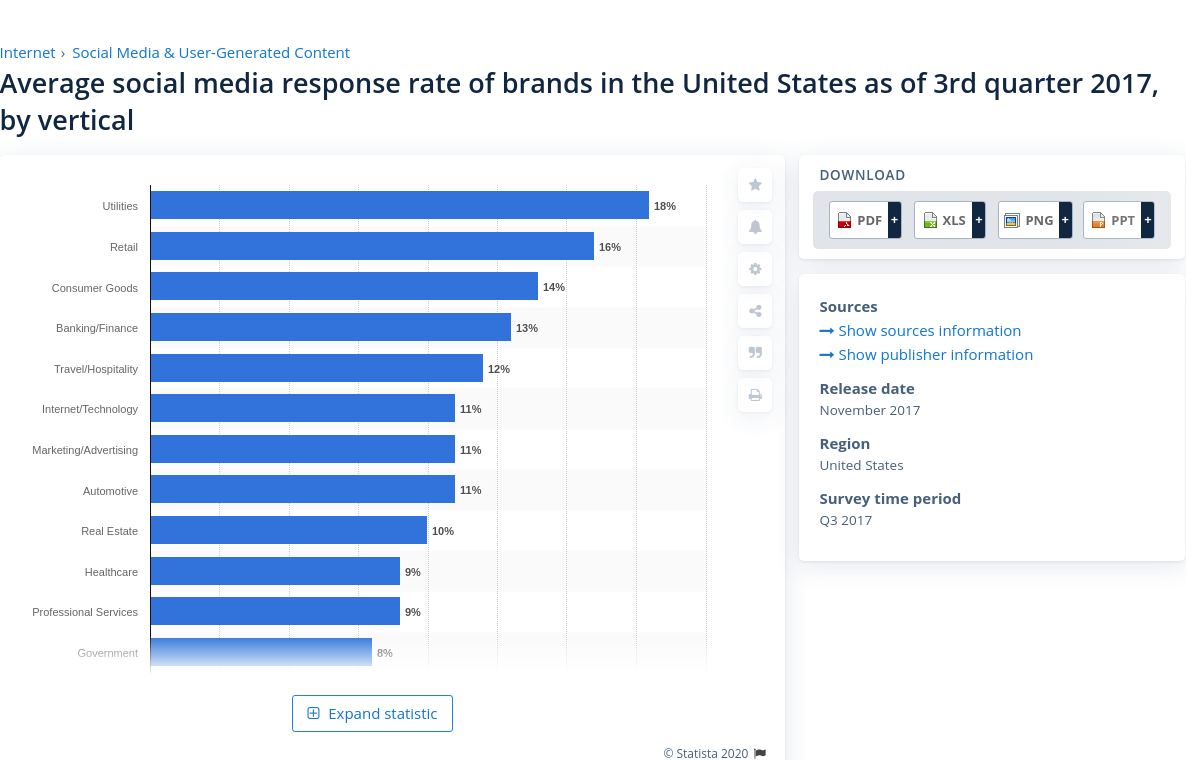 Internet › Social Media & User-Generated Content
Average social media response rate of brands in the United States as of 3rd quarter 2017,
by vertical
Utilities 18%
Retail 16%
Consumer Goods 14%
Banking/Finance 13%
Travel/Hospitality 12%
Internet/Technology 11%
Marketing/Advertising 11%
Automotive 11%
Real Estate 10%
Healthcare 9%
Professional Services 9%
Government 8%
Expand statistic
© Statista 2020
DOWNLOAD
PDF + XLS + PNG + PPT +
Sources
Show sources information
Show publisher information
Release date
November 2017
Region
United States
Survey time period
Q3 2017